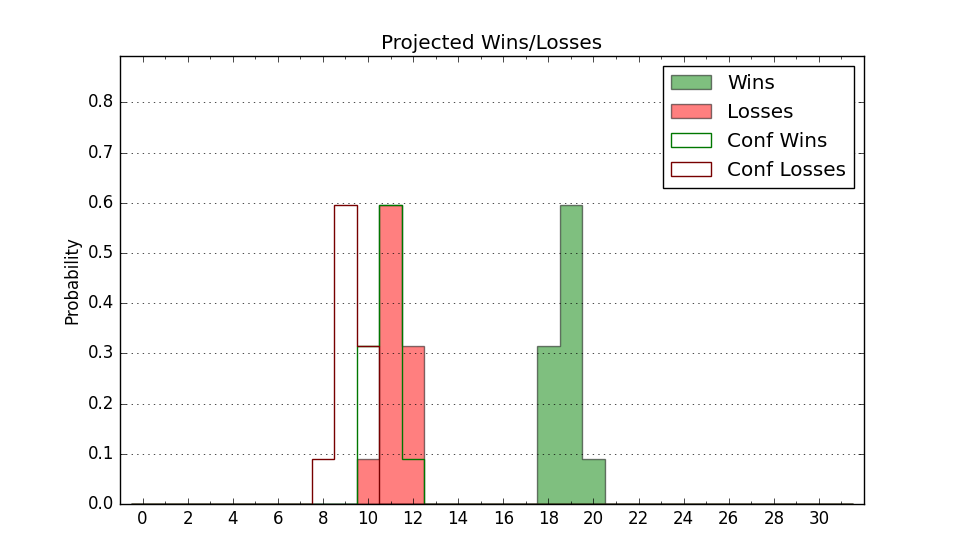 Projected Wins/Losses
Wins
Losses
Conf Wins
Conf Losses
Probability
0.8
0.7
0.6
0.5
0.4
0.3
0.2
0.1
0.0
0 2 4 6 8 10 12 14 16 18 20 22 24 26 28 30